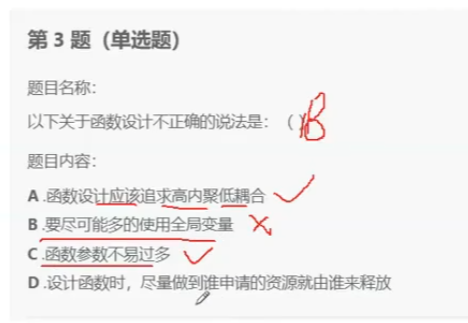 第 3 题（单选题）
题目名称：
以下关于函数设计不正确的说法是：（ ）B
题目内容：
A .函数设计应该追求高内聚低耦合
B .要尽可能多的使用全局变量
C .函数参数不易过多
D .设计函数时，尽量做到谁申请的资源就由谁来释放